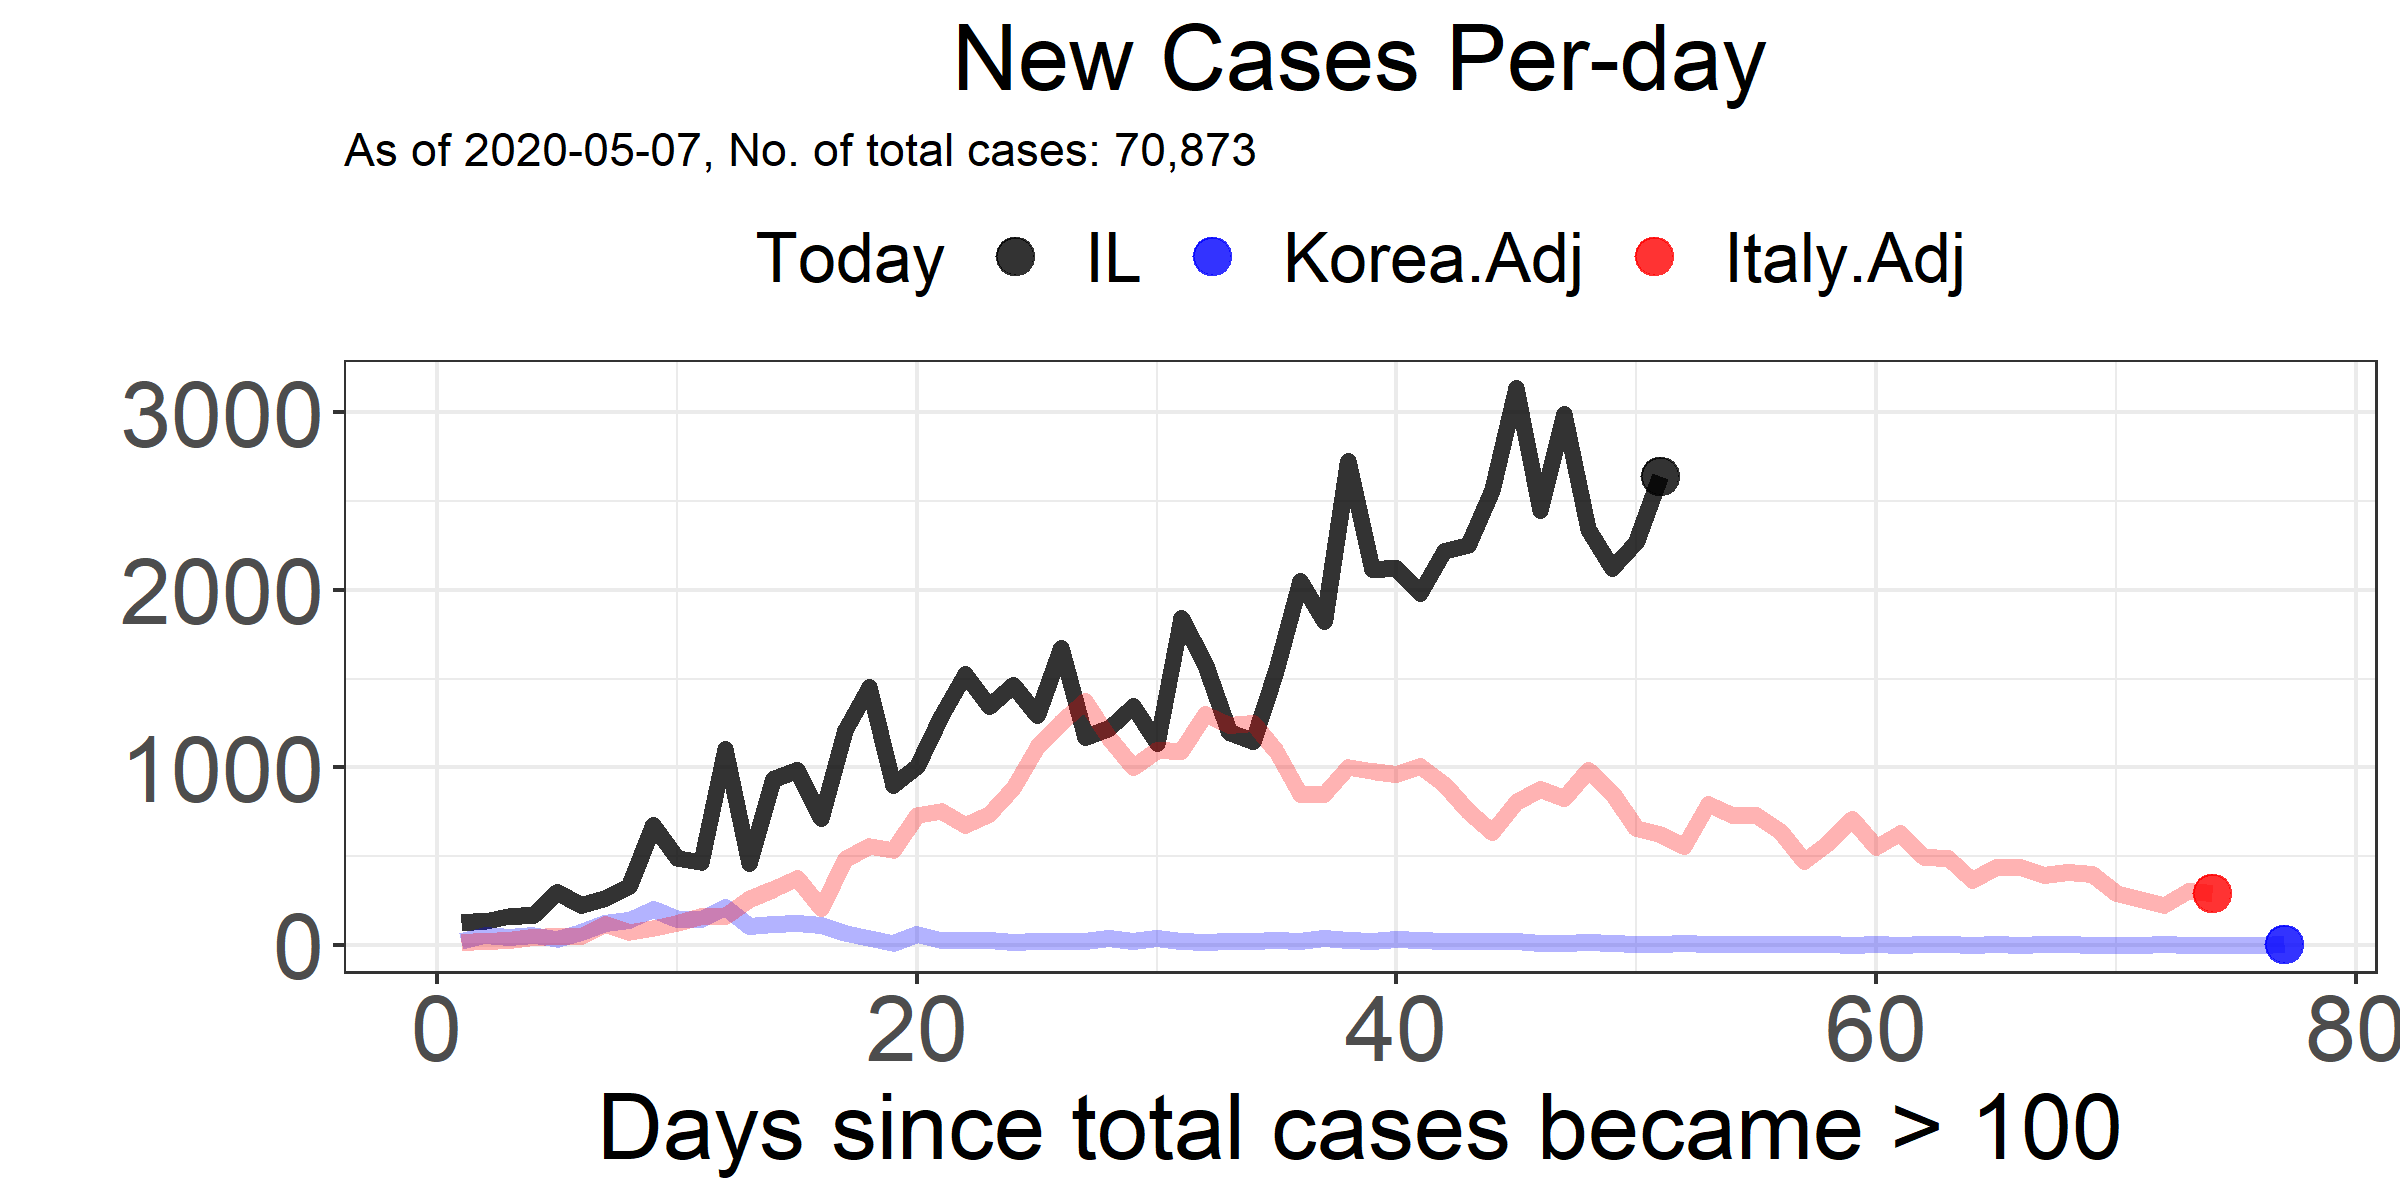 New Cases Per-day
As of 2020-05-07, No. of total cases: 70,873
Today IL Korea.Adj Italy.Adj
3000
2000
1000
0
0 20 40 60 80
Days since total cases became > 100